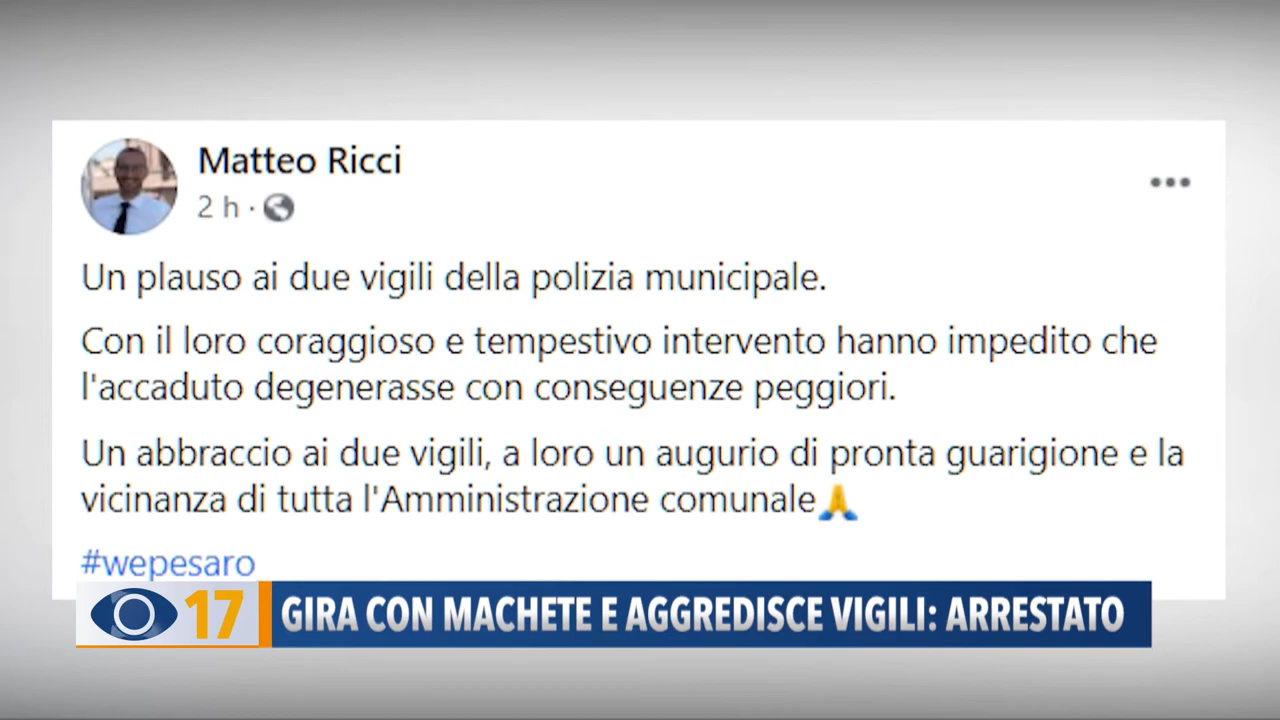 Matteo Ricci
2 h ·
Un plauso ai due vigili della polizia municipale.
Con il loro coraggioso e tempestivo intervento hanno impedito che
l'accaduto degenerasse con conseguenze peggiori.
Un abbraccio ai due vigili, a loro un augurio di pronta guarigione e la
vicinanza di tutta l'Amministrazione comunale🙏
#wepesaro
17 GIRA CON MACHETE E AGGREDISCE VIGILI: ARRESTATO